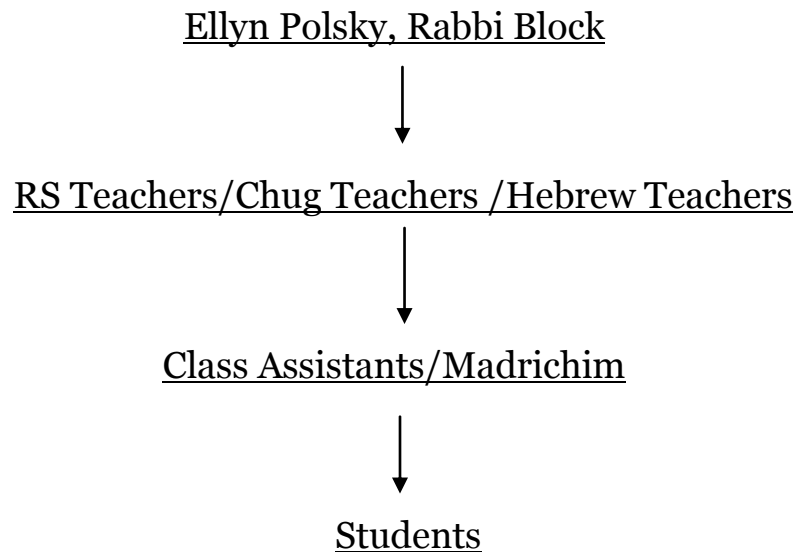 Ellyn Polsky, Rabbi Block
RS Teachers/Chug Teachers /Hebrew Teachers
Class Assistants/Madrichim
Students